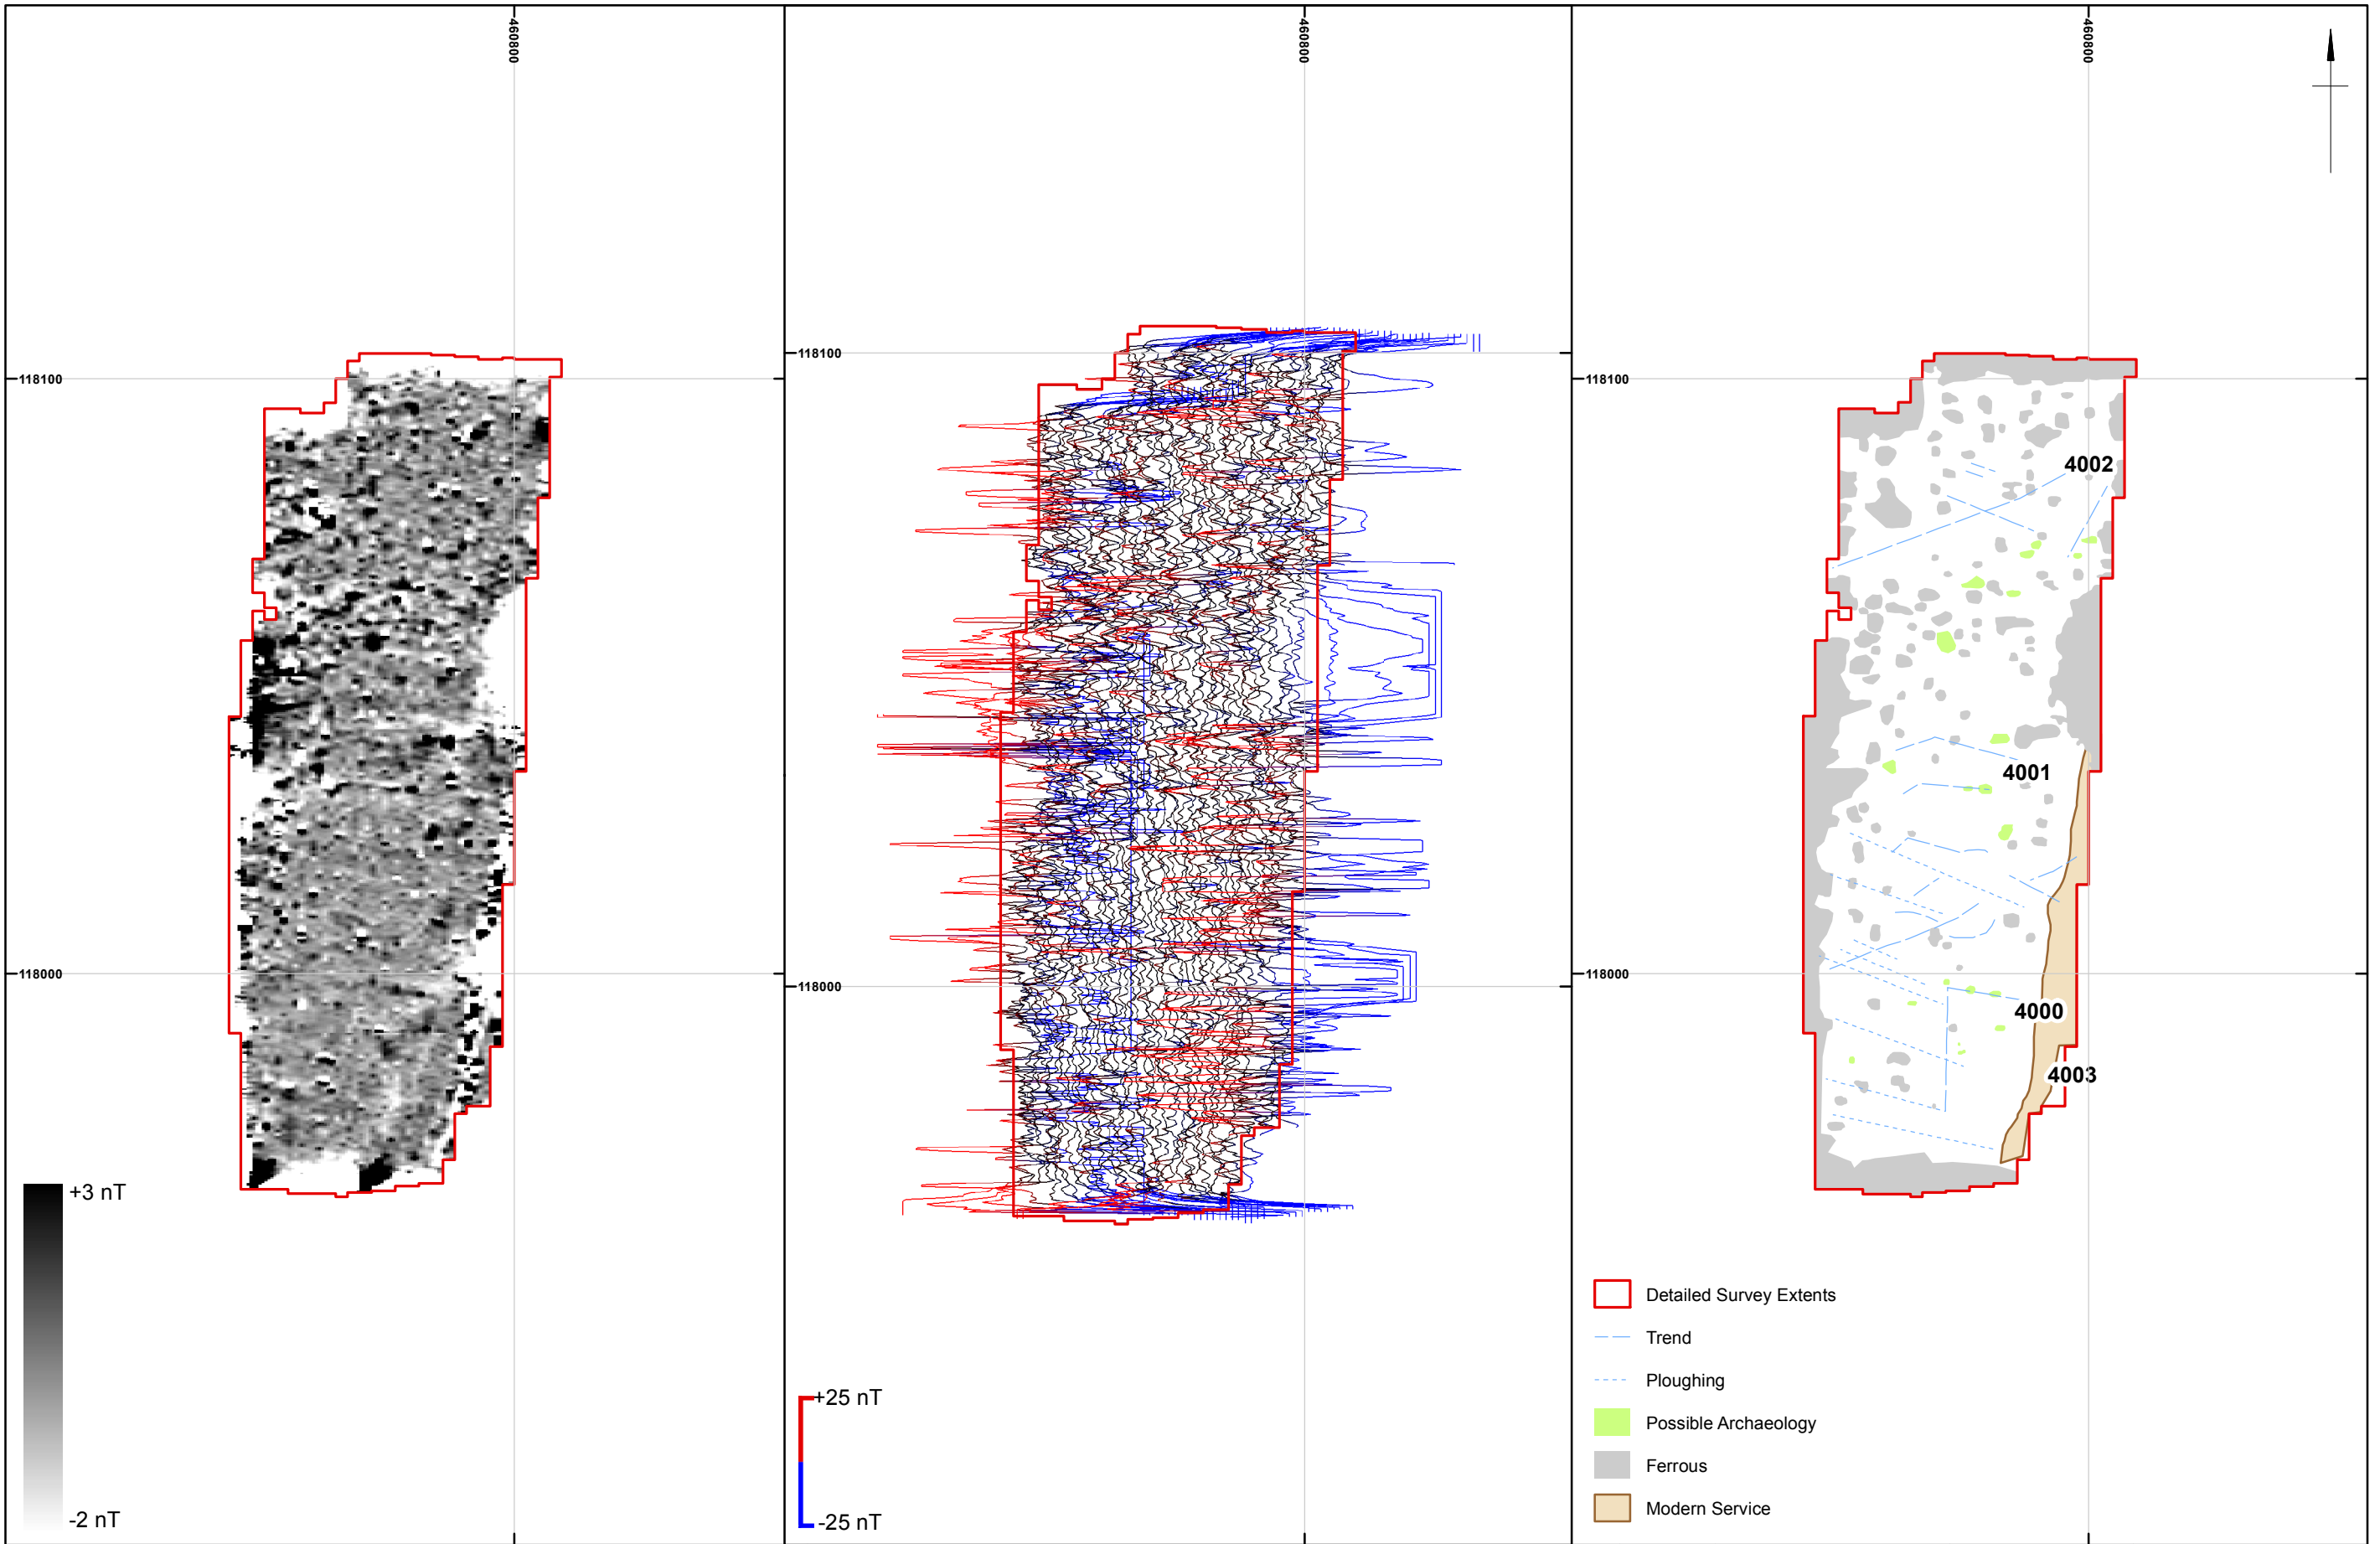 460800
118100
118000
+3 nT
-2 nT
460800
118100
118000
+25 nT
-25 nT
460800
118100
118000
4002
4001
4000
4003
Detailed Survey Extents
Trend
Ploughing
Possible Archaeology
Ferrous
Modern Service